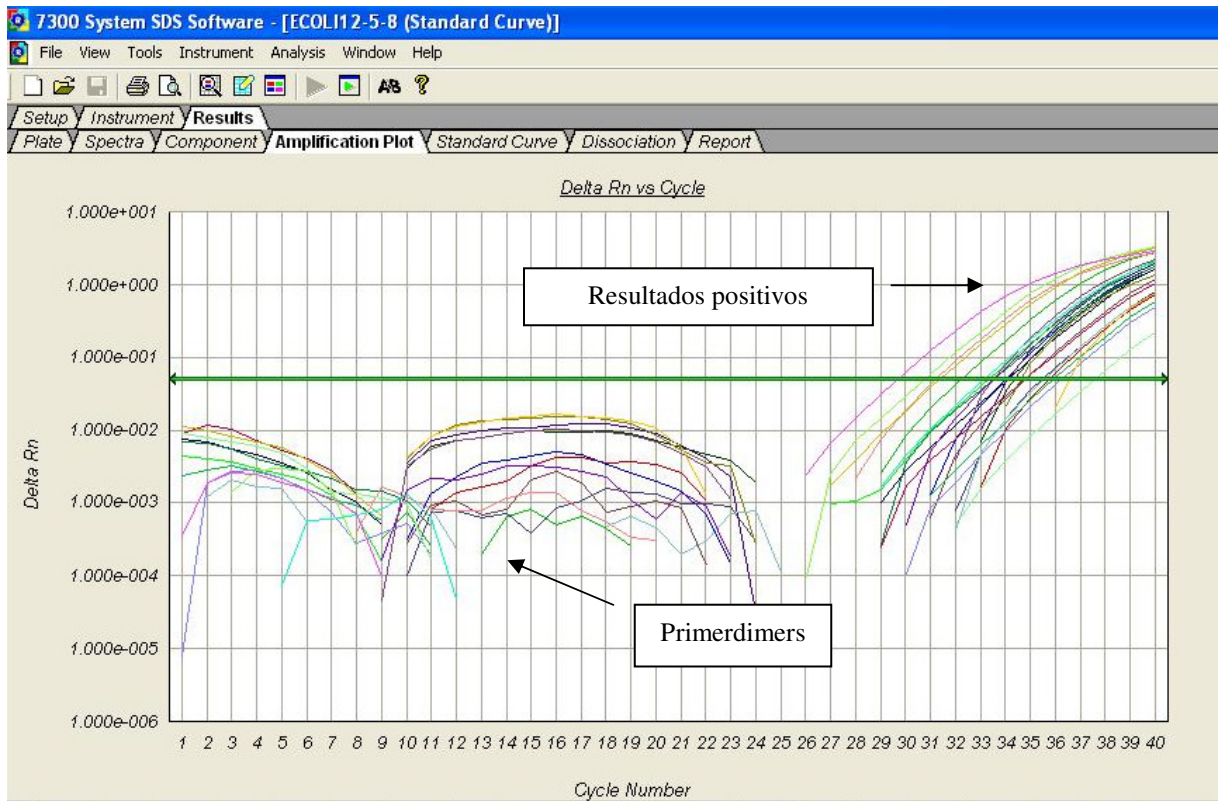 7300 System SDS Software - [ECOLI12-5-8 (Standard Curve)]
File View Tools Instrument Analysis Window Help
Setup Instrument Results
Plate Spectra Component Amplification Plot Standard Curve Dissociation Report
Delta Rn vs Cycle
1.000e+001
1.000e+000
1.000e-001
1.000e-002
1.000e-003
1.000e-004
1.000e-005
1.000e-006
Delta Rn
Resultados positivos
Primerdimers
1 2 3 4 5 6 7 8 9 10 11 12 13 14 15 16 17 18 19 20 21 22 23 24 25 26 27 28 29 30 31 32 33 34 35 36 37 38 39 40
Cycle Number